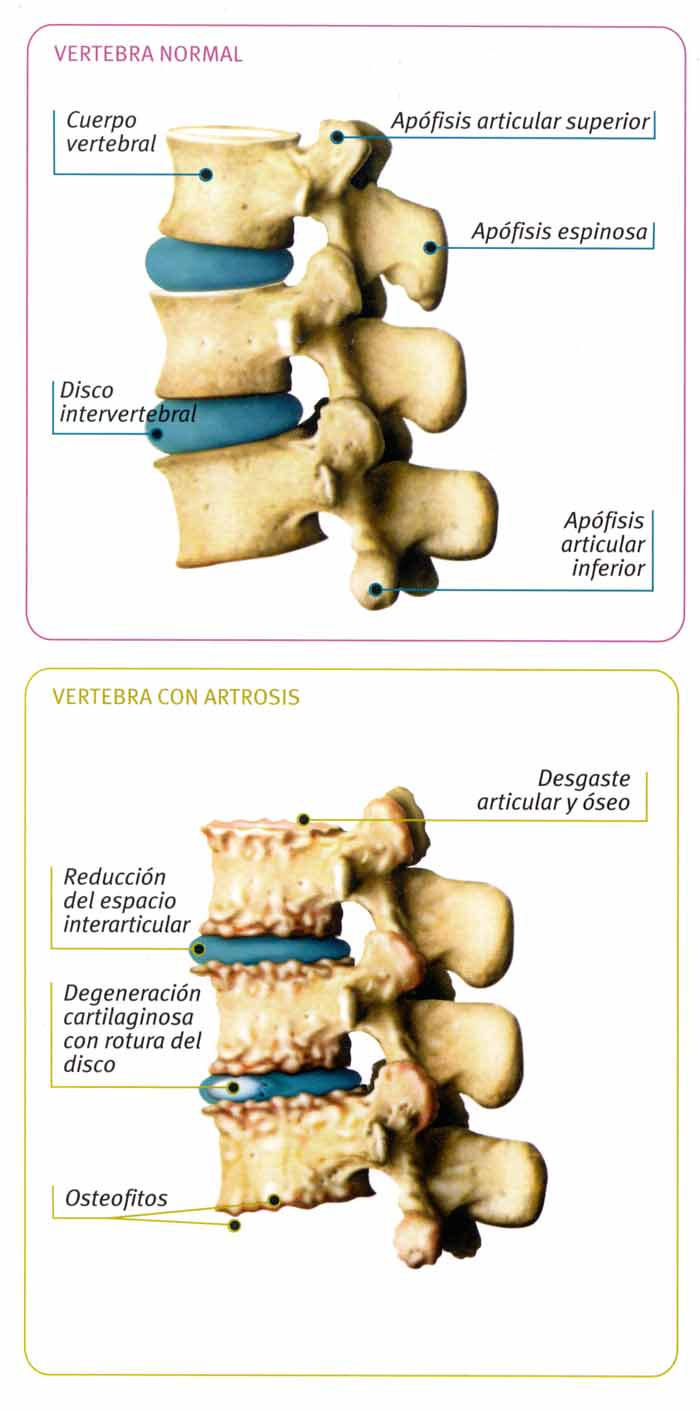 VERTEBRA NORMAL
Cuerpo
vertebral
Apófisis articular superior
Apófisis espinosa
Disco
intervertebral
Apófisis
articular
inferior
VERTEBRA CON ARTROSIS
Desgaste
articular y óseo
Reducción
del espacio
interarticular
Degeneración
cartilaginosa
con rotura del
disco
Osteofitos